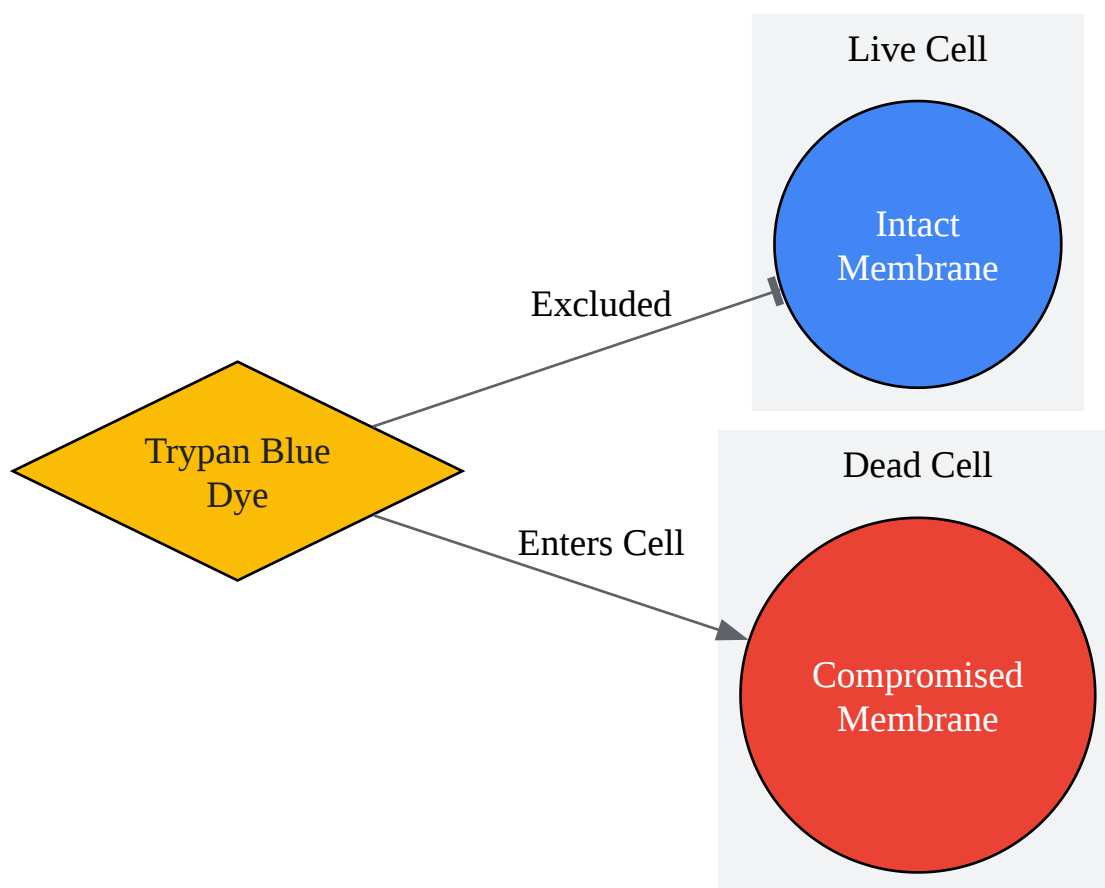 Live Cell
Intact
Membrane
Excluded
Trypan Blue
Dye
Dead Cell
Enters Cell
Compromised
Membrane